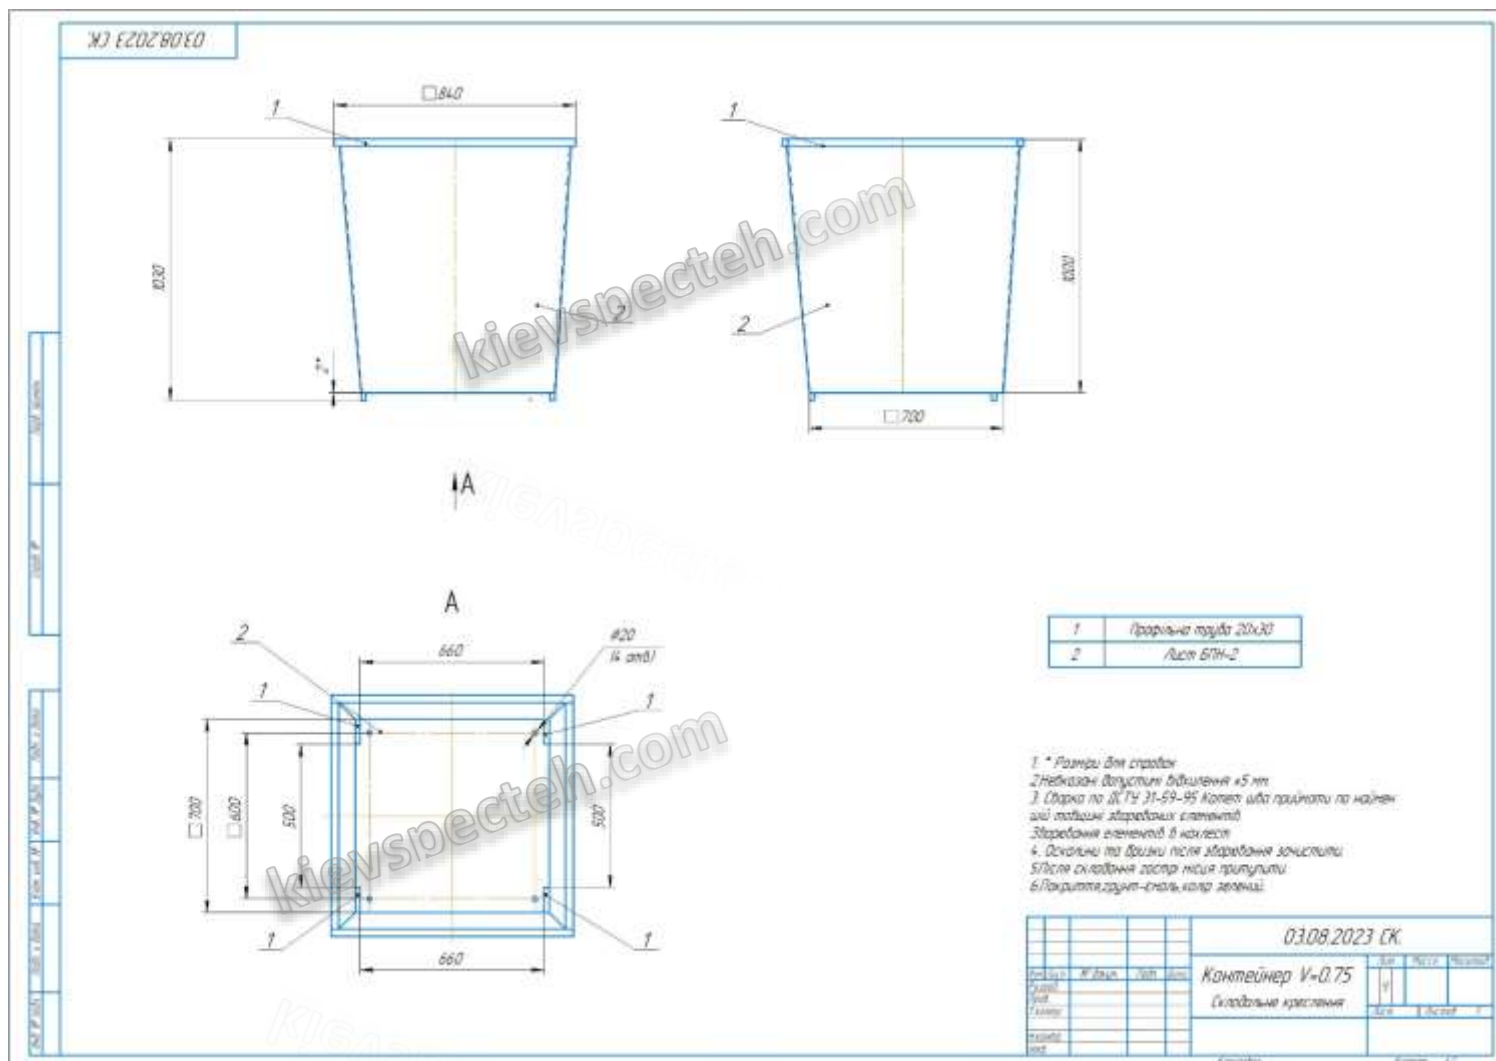 03.08.2023 СК.
□840
1
1
1030
1000
2
2
2*
□700
kievspecteh.com
А
А
2
660
⌀20
(4 отв)
1
1
□700
□600
500
500
kievspecteh.com
1
1
660
1 Профільна труба 20х30
2 Лист БПН-2
1. * Розміри для справок
2.Невказані допустимі відхилення ±5 мм
3. Сварка по ДСТУ 31-59-95 Катет шва прийняти по наймен
шій товщині зварюваних елементів
Зварювання елементів в нахлест
4. Осколини та бризки після зварювання зачистити
5.Після складання гострі місця притупити
6.Покриття,грунт-емаль,колір зелений.
03.08.2023 СК.
Контейнер V=0.75
Складальне креслення